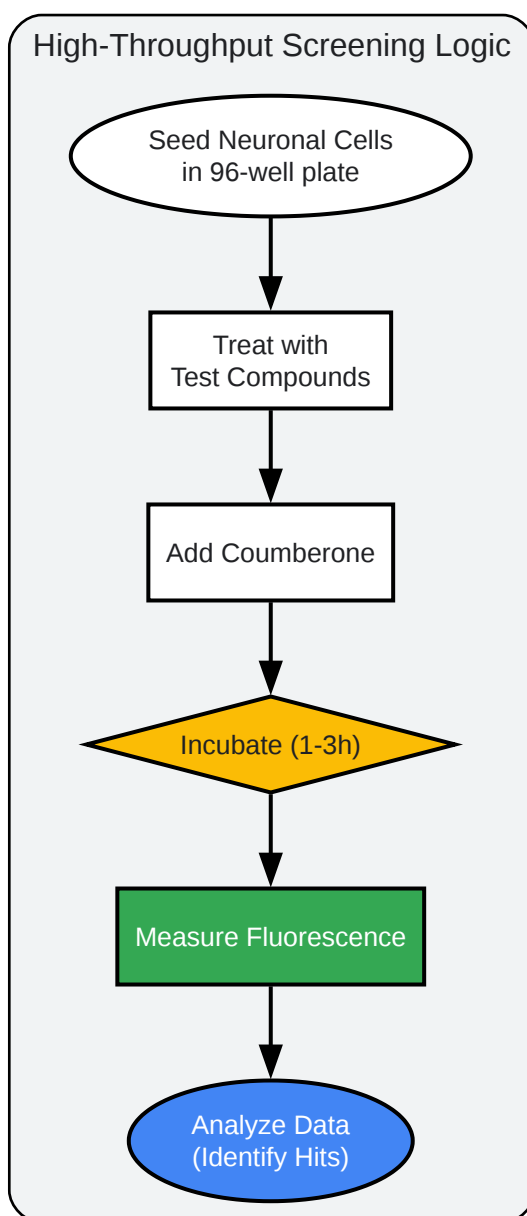 High-Throughput Screening Logic
Seed Neuronal Cells
in 96-well plate
Treat with
Test Compounds
Add Coumberone
Incubate (1-3h)
Measure Fluorescence
Analyze Data
(Identify Hits)